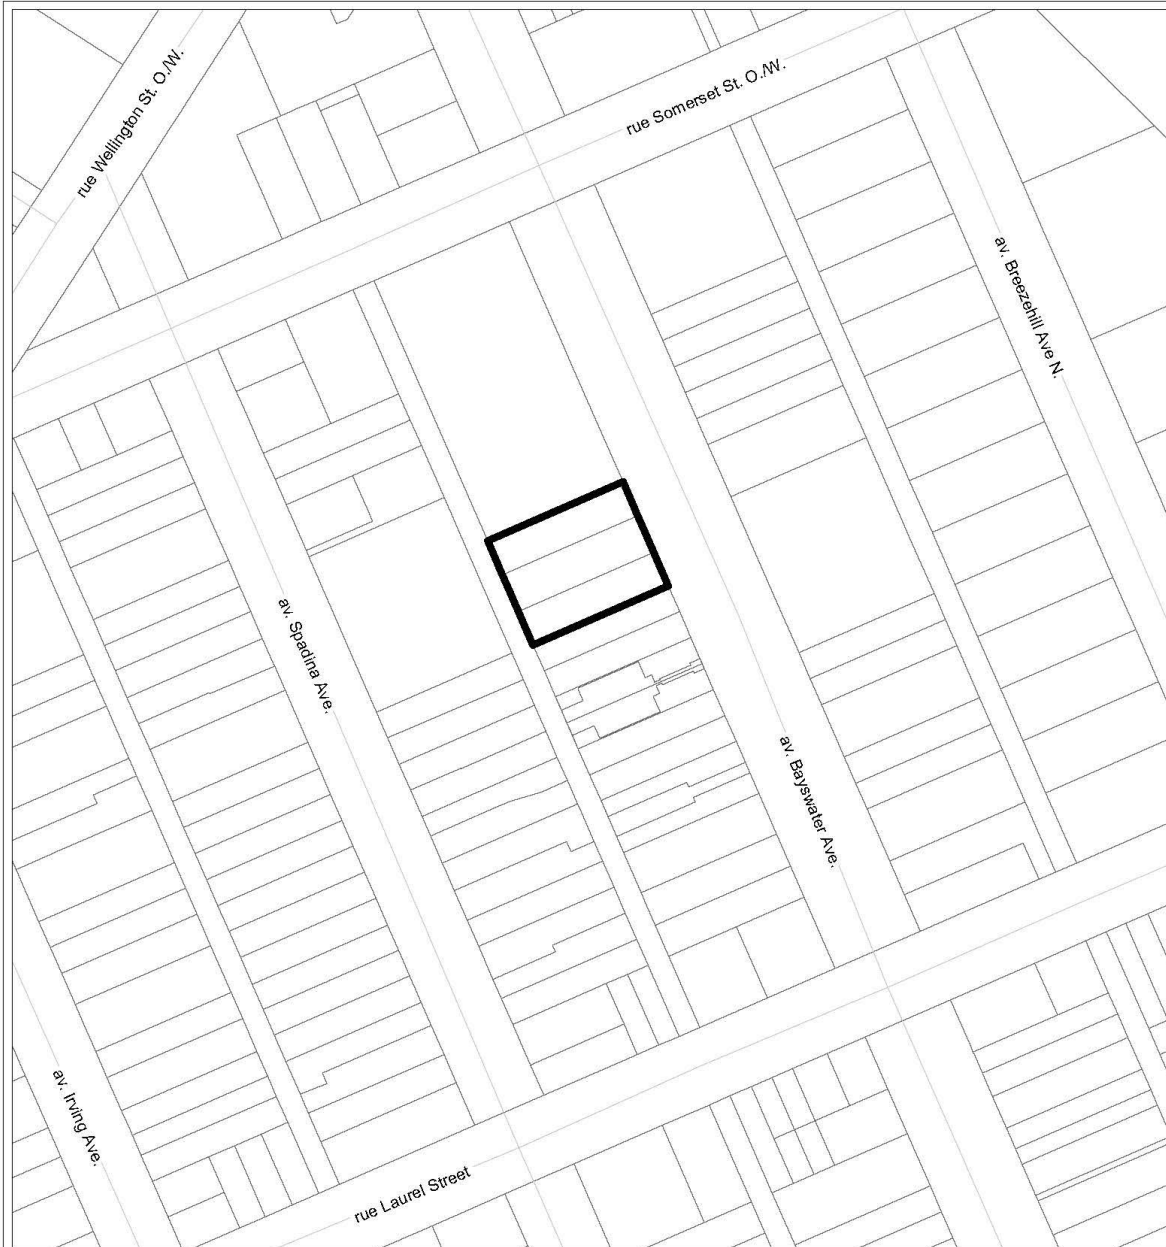 rue Wellington St. O./W.
rue Somerset St. O./W.
av. Breezehill Ave N.
av. Spadina Ave.
av. Bayswater Ave.
av. Irving Ave.
rue Laurel Street